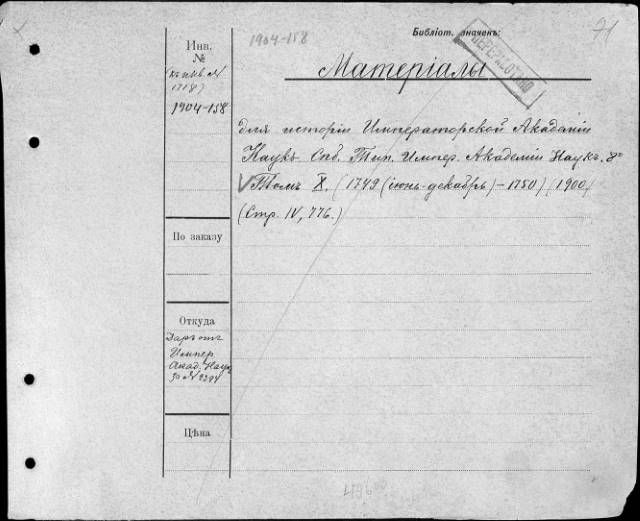 Библіот. значекъ:
71
1904-158
ПЕРЕУЧТЕНО
Инв.
№
1904-158
Матеріалы
для исторіи Императорской Академіи
Наукъ. Спб. Тип. Импер. Академіи Наукъ. 8°
Томъ X. (1749 (іюнь-декабрь) – 1750) (1900)
(Стр. IV, 776.)
По заказу
Откуда
Даръ отъ
Импер.
Акад. Наукъ
Цѣна